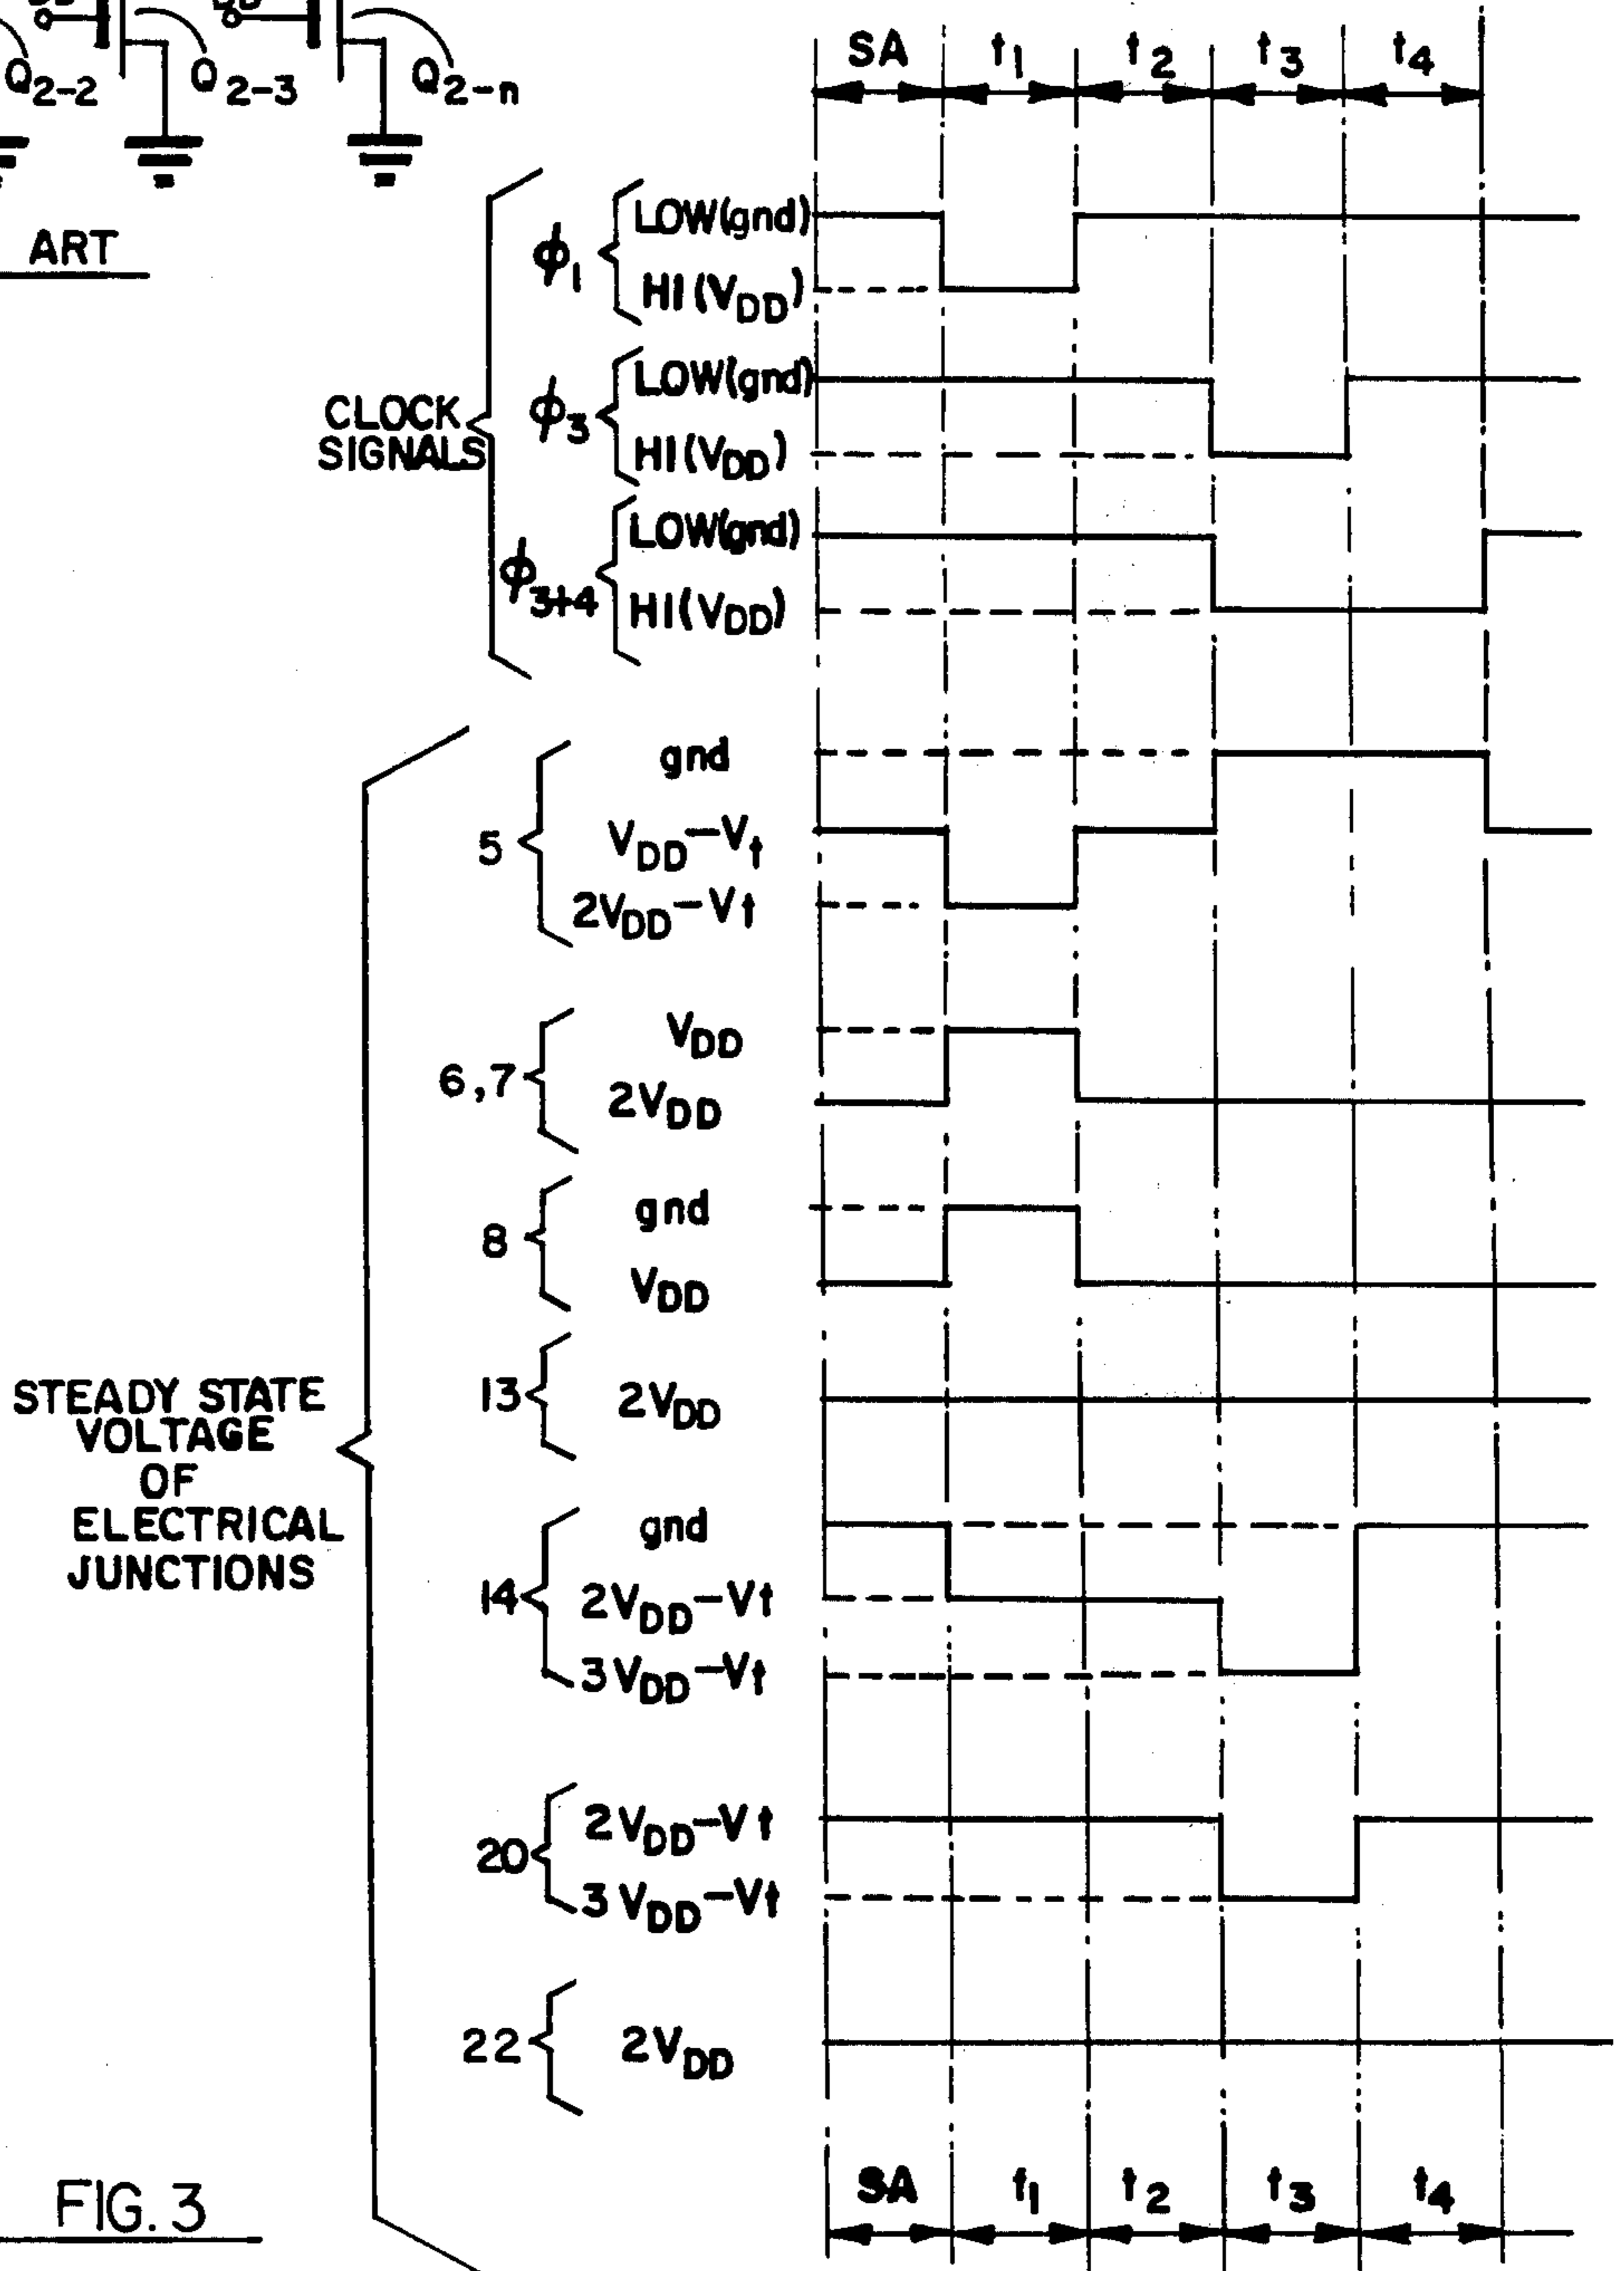 Q2-2 Q2-3 Q2-n
ART
SA t1 t2 t3 t4
CLOCK
SIGNALS
ϕ1
LOW(gnd)
HI(VDD)
ϕ3
LOW(gnd)
HI(VDD)
ϕ3+4
LOW(gnd)
HI(VDD)
STEADY STATE
VOLTAGE
OF
ELECTRICAL
JUNCTIONS
5
gnd
VDD-Vt
2VDD-Vt
6,7
VDD
2VDD
8
gnd
VDD
13
2VDD
14
gnd
2VDD-Vt
3VDD-Vt
20
2VDD-Vt
3VDD-Vt
22
2VDD
SA t1 t2 t3 t4
FIG. 3